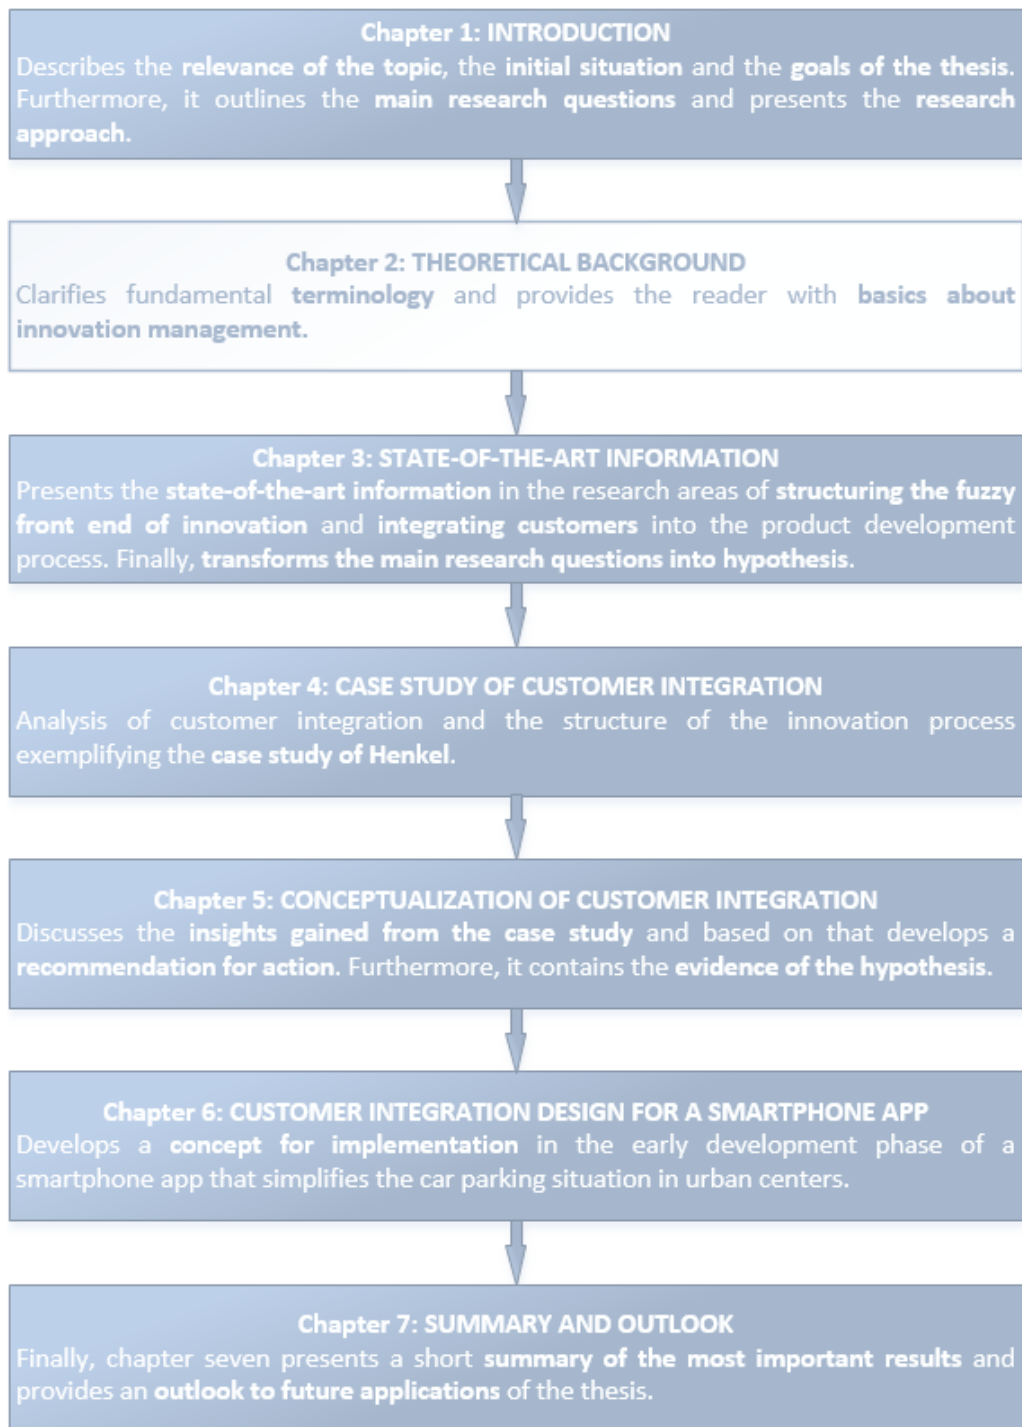 Chapter 1: INTRODUCTION
Describes the relevance of the topic, the initial situation and the goals of the thesis.
Furthermore, it outlines the main research questions and presents the research
approach.
Chapter 2: THEORETICAL BACKGROUND
Clarifies fundamental terminology and provides the reader with basics about
innovation management.
Chapter 3: STATE-OF-THE-ART INFORMATION
Presents the state-of-the-art information in the research areas of structuring the fuzzy
front end of innovation and integrating customers into the product development
process. Finally, transforms the main research questions into hypothesis.
Chapter 4: CASE STUDY OF CUSTOMER INTEGRATION
Analysis of customer integration and the structure of the innovation process
exemplifying the case study of Henkel.
Chapter 5: CONCEPTUALIZATION OF CUSTOMER INTEGRATION
Discusses the insights gained from the case study and based on that develops a
recommendation for action. Furthermore, it contains the evidence of the hypothesis.
Chapter 6: CUSTOMER INTEGRATION DESIGN FOR A SMARTPHONE APP
Develops a concept for implementation in the early development phase of a
smartphone app that simplifies the car parking situation in urban centers.
Chapter 7: SUMMARY AND OUTLOOK
Finally, chapter seven presents a short summary of the most important results and
provides an outlook to future applications of the thesis.